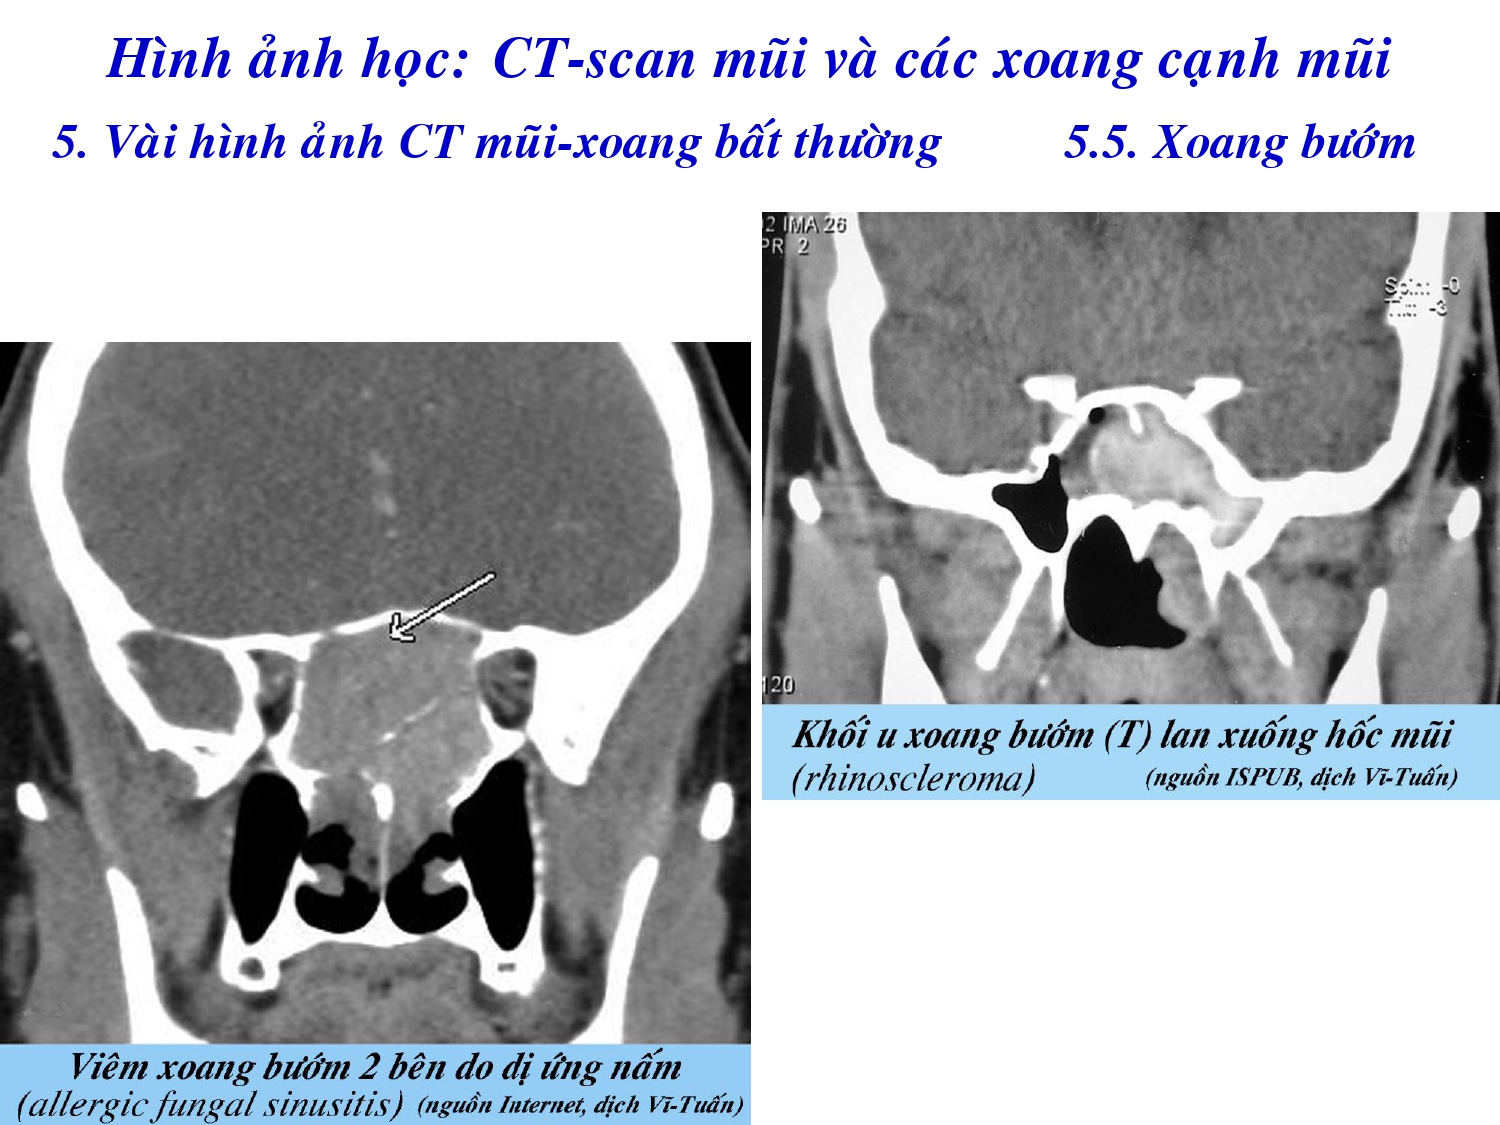 Hình ảnh học: CT-scan mũi và các xoang cạnh mũi
5. Vài hình ảnh CT mũi-xoang bất thường 5.5. Xoang bướm
2 IMA 26
PR 2
-0
-3
120
Khối u xoang bướm (T) lan xuống hốc mũi
(rhinoscleroma) (nguồn ISPUB, dịch Vĩ-Tuấn)
Viêm xoang bướm 2 bên do dị ứng nấm
(allergic fungal sinusitis) (nguồn Internet, dịch Vĩ-Tuấn)